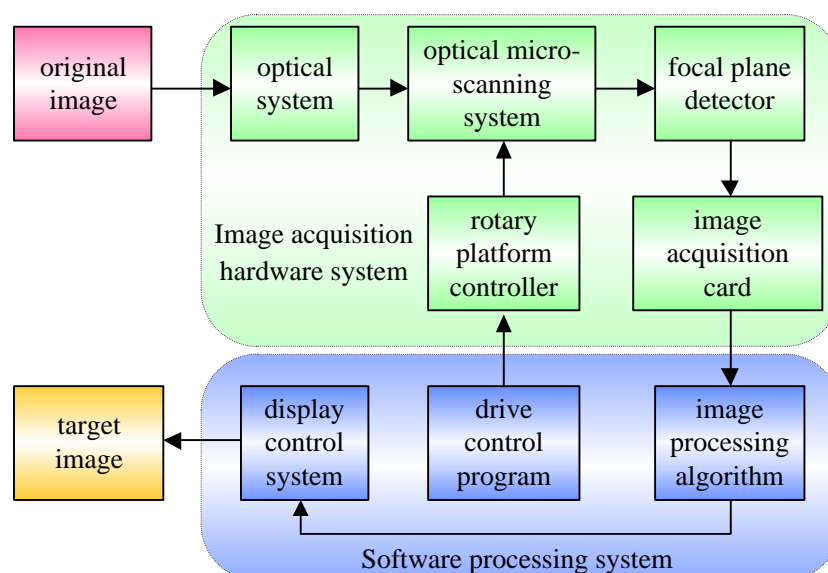 original
image
optical
system
optical micro-
scanning
system
focal plane
detector
Image acquisition
hardware system
rotary
platform
controller
image
acquisition
card
target
image
display
control
system
drive
control
program
image
processing
algorithm
Software processing system